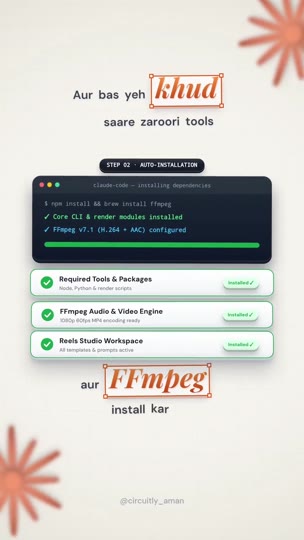 Aur bas yeh khud
saare zaroori tools
STEP 02 · AUTO-INSTALLATION
claude-code — installing dependencies
$ npm install && brew install ffmpeg
✓ Core CLI & render modules installed
✓ FFmpeg v7.1 (H.264 + AAC) configured
Required Tools & Packages
Node, Python & render scripts
Installed ✓
FFmpeg Audio & Video Engine
1080p 60fps MP4 encoding ready
Installed ✓
Reels Studio Workspace
All templates & prompts active
Installed ✓
aur FFmpeg
install kar
@circuitly_aman